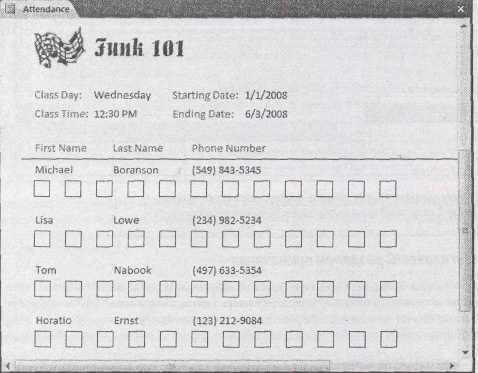 Attendance
Funk 101
Class Day: Wednesday Starting Date: 1/1/2008
Class Time: 12:30 PM Ending Date: 6/3/2008
First Name Last Name Phone Number
Michael Boranson (549) 843-5345
Lisa Lowe (234) 982-5234
Tom Nabook (497) 633-5354
Horatio Ernst (123) 212-9084